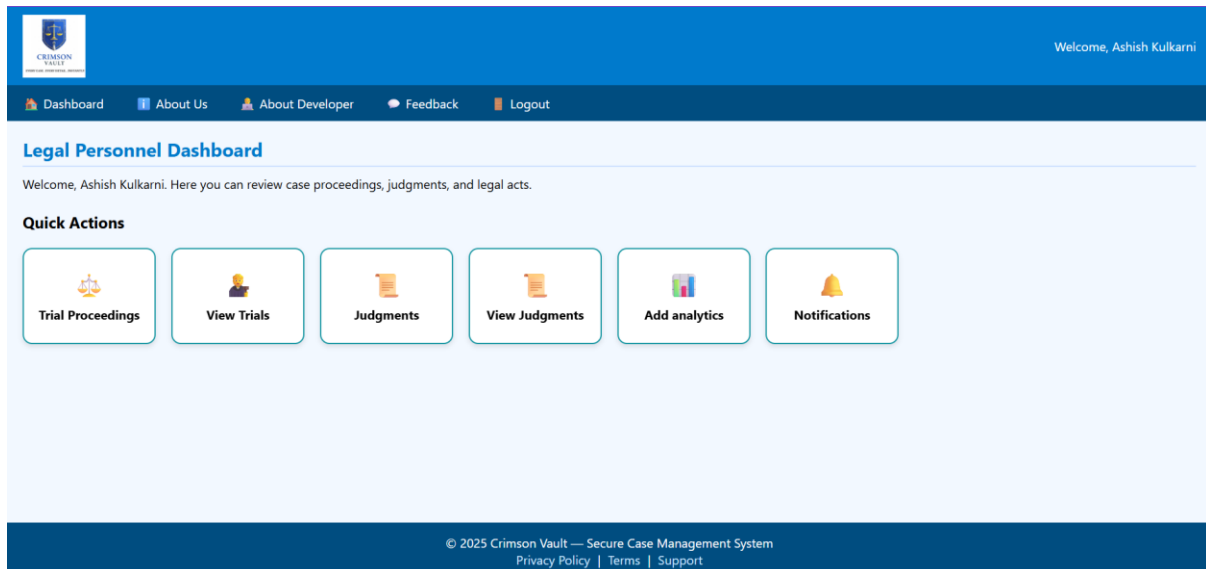 CRIMSON
VAULT
Welcome, Ashish Kulkarni
Dashboard About Us About Developer Feedback Logout
Legal Personnel Dashboard
Welcome, Ashish Kulkarni. Here you can review case proceedings, judgments, and legal acts.
Quick Actions
Trial Proceedings View Trials Judgments View Judgments Add analytics Notifications
© 2025 Crimson Vault — Secure Case Management System
Privacy Policy | Terms | Support